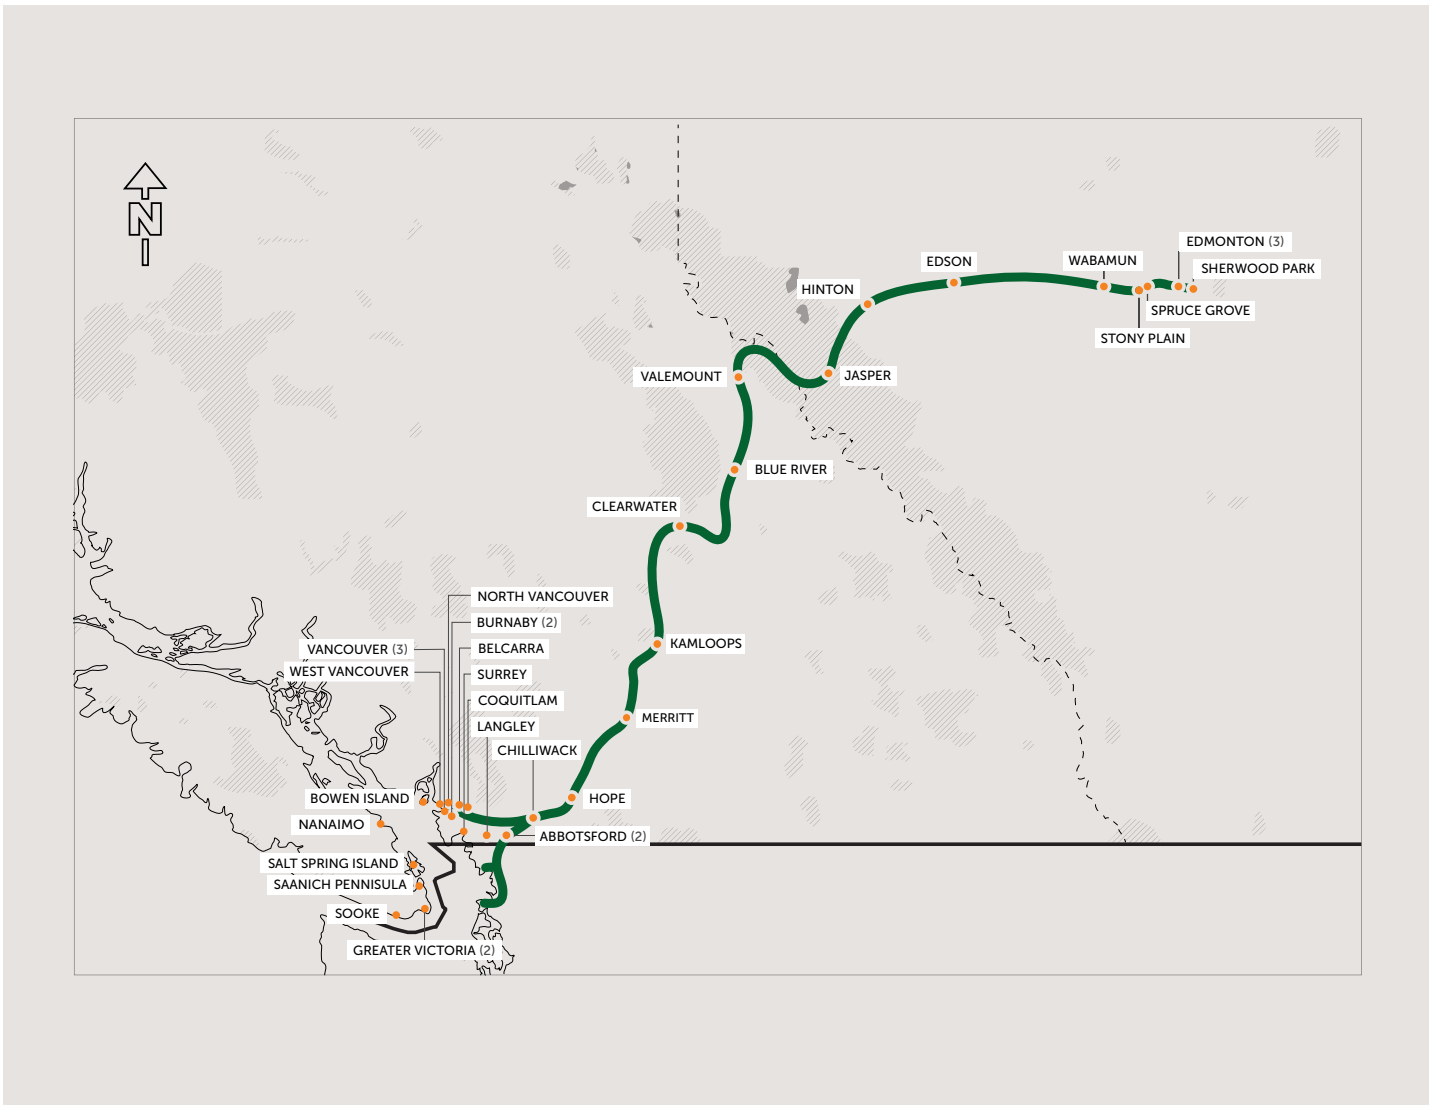 N
EDMONTON (3)
EDSON
WABAMUN
SHERWOOD PARK
HINTON
SPRUCE GROVE
STONY PLAIN
VALEMOUNT
JASPER
BLUE RIVER
CLEARWATER
NORTH VANCOUVER
BURNABY (2)
VANCOUVER (3)
BELCARRA
KAMLOOPS
WEST VANCOUVER
SURREY
COQUITLAM
MERRITT
LANGLEY
CHILLIWACK
BOWEN ISLAND
HOPE
NANAIMO
ABBOTSFORD (2)
SALT SPRING ISLAND
SAANICH PENNISULA
SOOKE
GREATER VICTORIA (2)